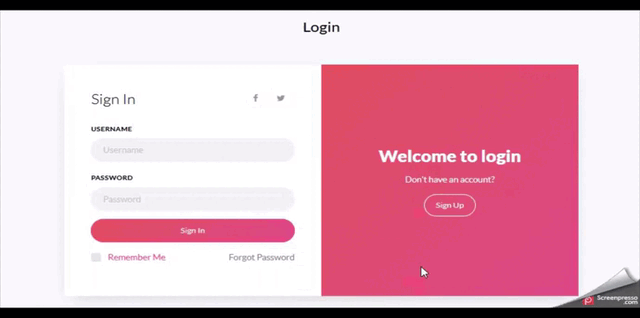 Login
Sign In
USERNAME
Username
PASSWORD
Password
Sign In
Remember Me
Forgot Password
Welcome to login
Don't have an account?
Sign Up
Screenpresso
.com